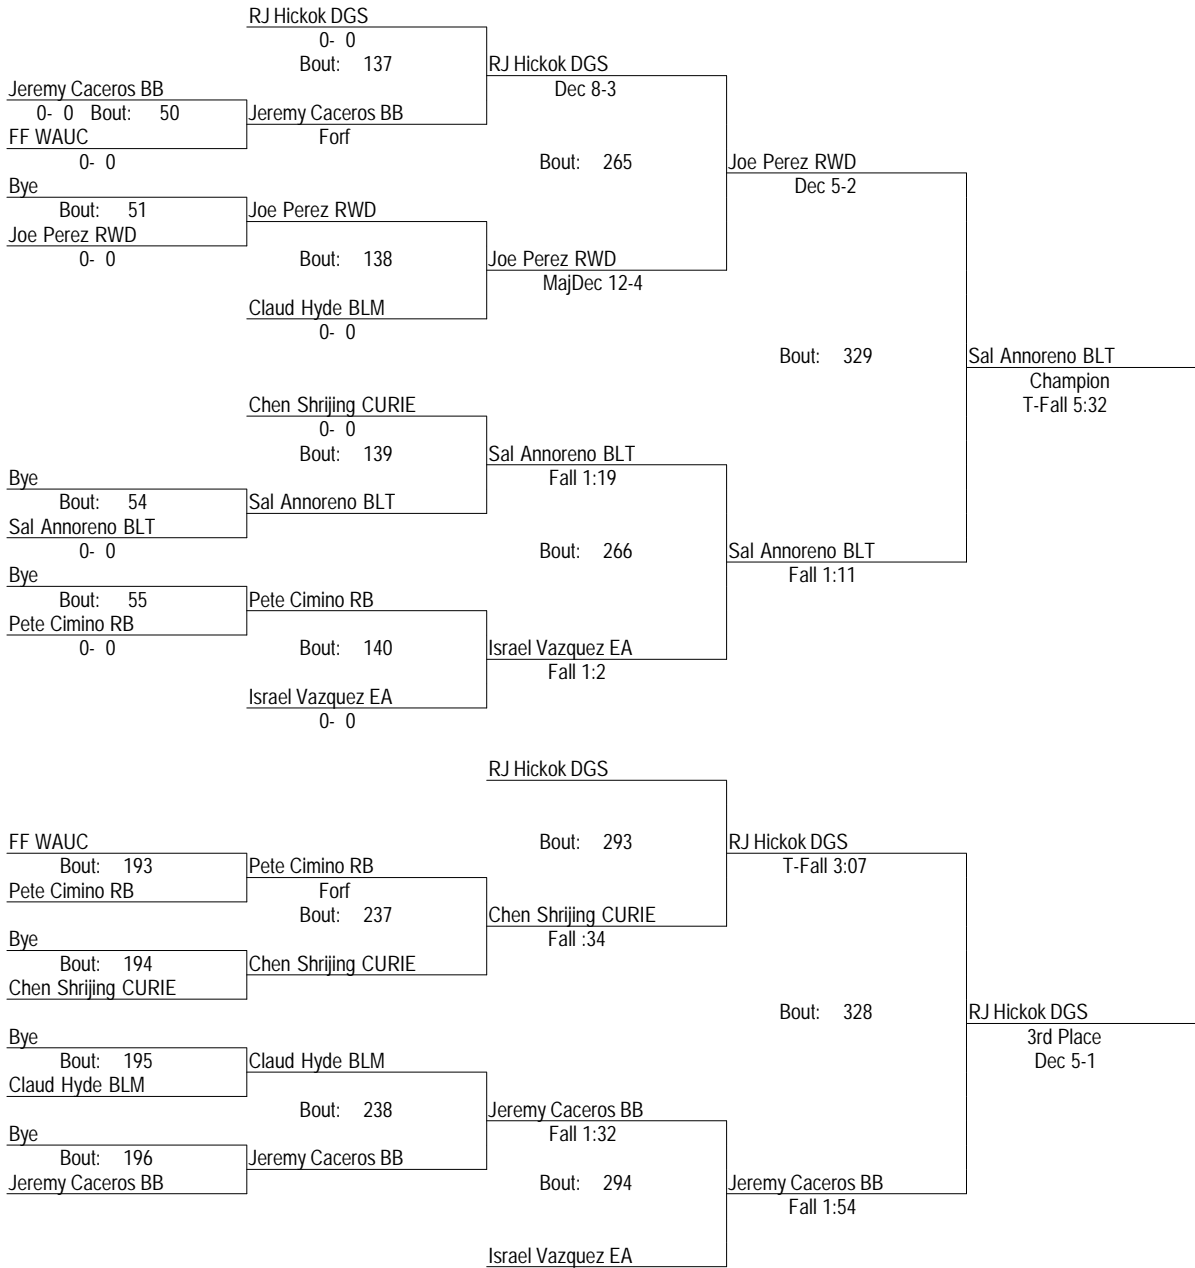 RJ Hickok DGS
0- 0
Bout: 137
RJ Hickok DGS
Dec 8-3
Jeremy Caceros BB
0- 0 Bout: 50
Jeremy Caceros BB
Forf
FF WAUC
0- 0
Bout: 265
Joe Perez RWD
Dec 5-2
Bye
Bout: 51
Joe Perez RWD
Joe Perez RWD
0- 0
Bout: 138
Joe Perez RWD
MajDec 12-4
Claud Hyde BLM
0- 0
Bout: 329
Sal Annoreno BLT
Champion
T-Fall 5:32
Chen Shrijing CURIE
0- 0
Bout: 139
Sal Annoreno BLT
Fall 1:19
Bye
Bout: 54
Sal Annoreno BLT
Sal Annoreno BLT
0- 0
Bout: 266
Sal Annoreno BLT
Fall 1:11
Bye
Bout: 55
Pete Cimino RB
Pete Cimino RB
0- 0
Bout: 140
Israel Vazquez EA
Fall 1:2
Israel Vazquez EA
0- 0
RJ Hickok DGS
FF WAUC
Bout: 193
Pete Cimino RB
Pete Cimino RB
Forf
Bout: 293
RJ Hickok DGS
T-Fall 3:07
Bout: 237
Chen Shrijing CURIE
Fall :34
Bye
Bout: 194
Chen Shrijing CURIE
Chen Shrijing CURIE
Bout: 328
RJ Hickok DGS
3rd Place
Dec 5-1
Bye
Bout: 195
Claud Hyde BLM
Claud Hyde BLM
Bout: 238
Jeremy Caceros BB
Fall 1:32
Bye
Bout: 196
Jeremy Caceros BB
Jeremy Caceros BB
Bout: 294
Jeremy Caceros BB
Fall 1:54
Israel Vazquez EA